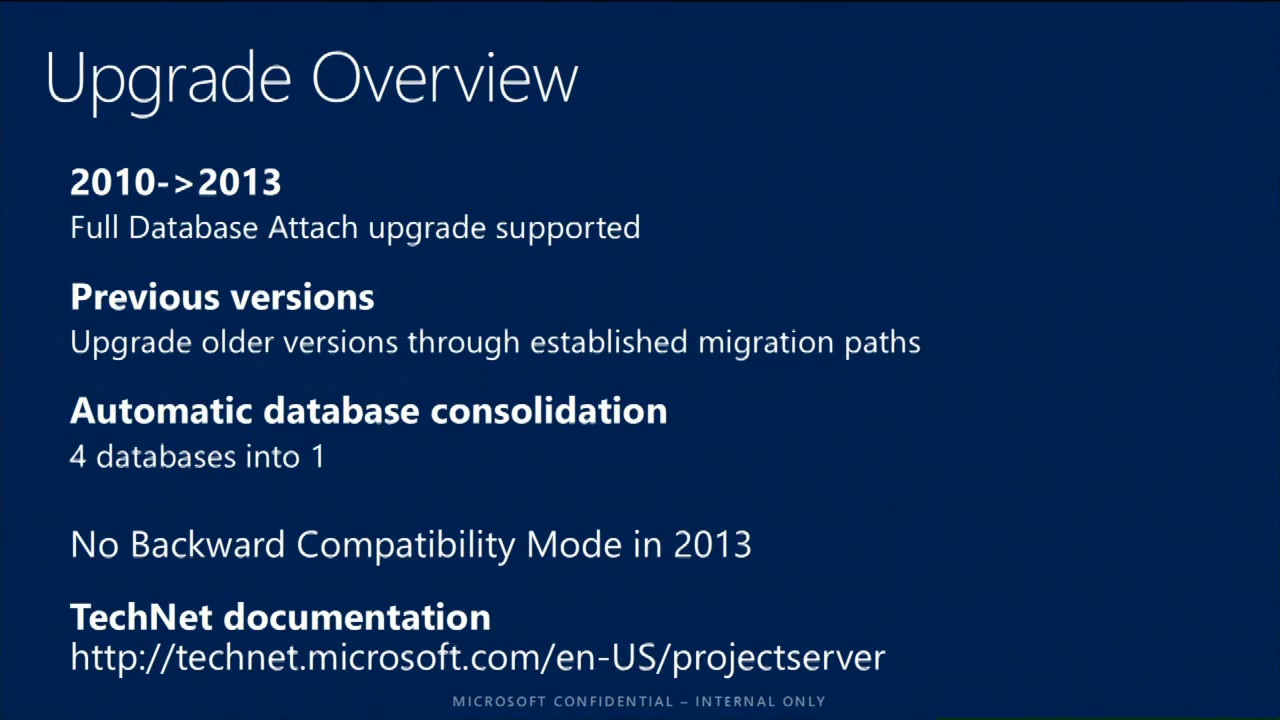 Upgrade Overview
2010->2013
Full Database Attach upgrade supported
Previous versions
Upgrade older versions through established migration paths
Automatic database consolidation
4 databases into 1
No Backward Compatibility Mode in 2013
TechNet documentation
http://technet.microsoft.com/en-US/projectserver
MICROSOFT CONFIDENTIAL – INTERNAL ONLY